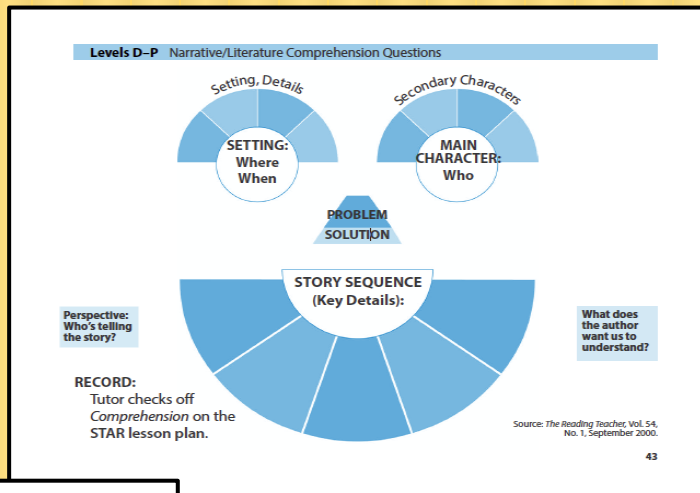 Levels D–P Narrative/Literature Comprehension Questions
Setting, Details
SETTING:
Where
When
Secondary Characters
MAIN
CHARACTER:
Who
PROBLEM
SOLUTION
STORY SEQUENCE
(Key Details):
Perspective:
Who's telling
the story?
What does
the author
want us to
understand?
RECORD:
Tutor checks off
Comprehension on the
STAR lesson plan.
Source: The Reading Teacher, Vol. 54,
No. 1, September 2000.
43